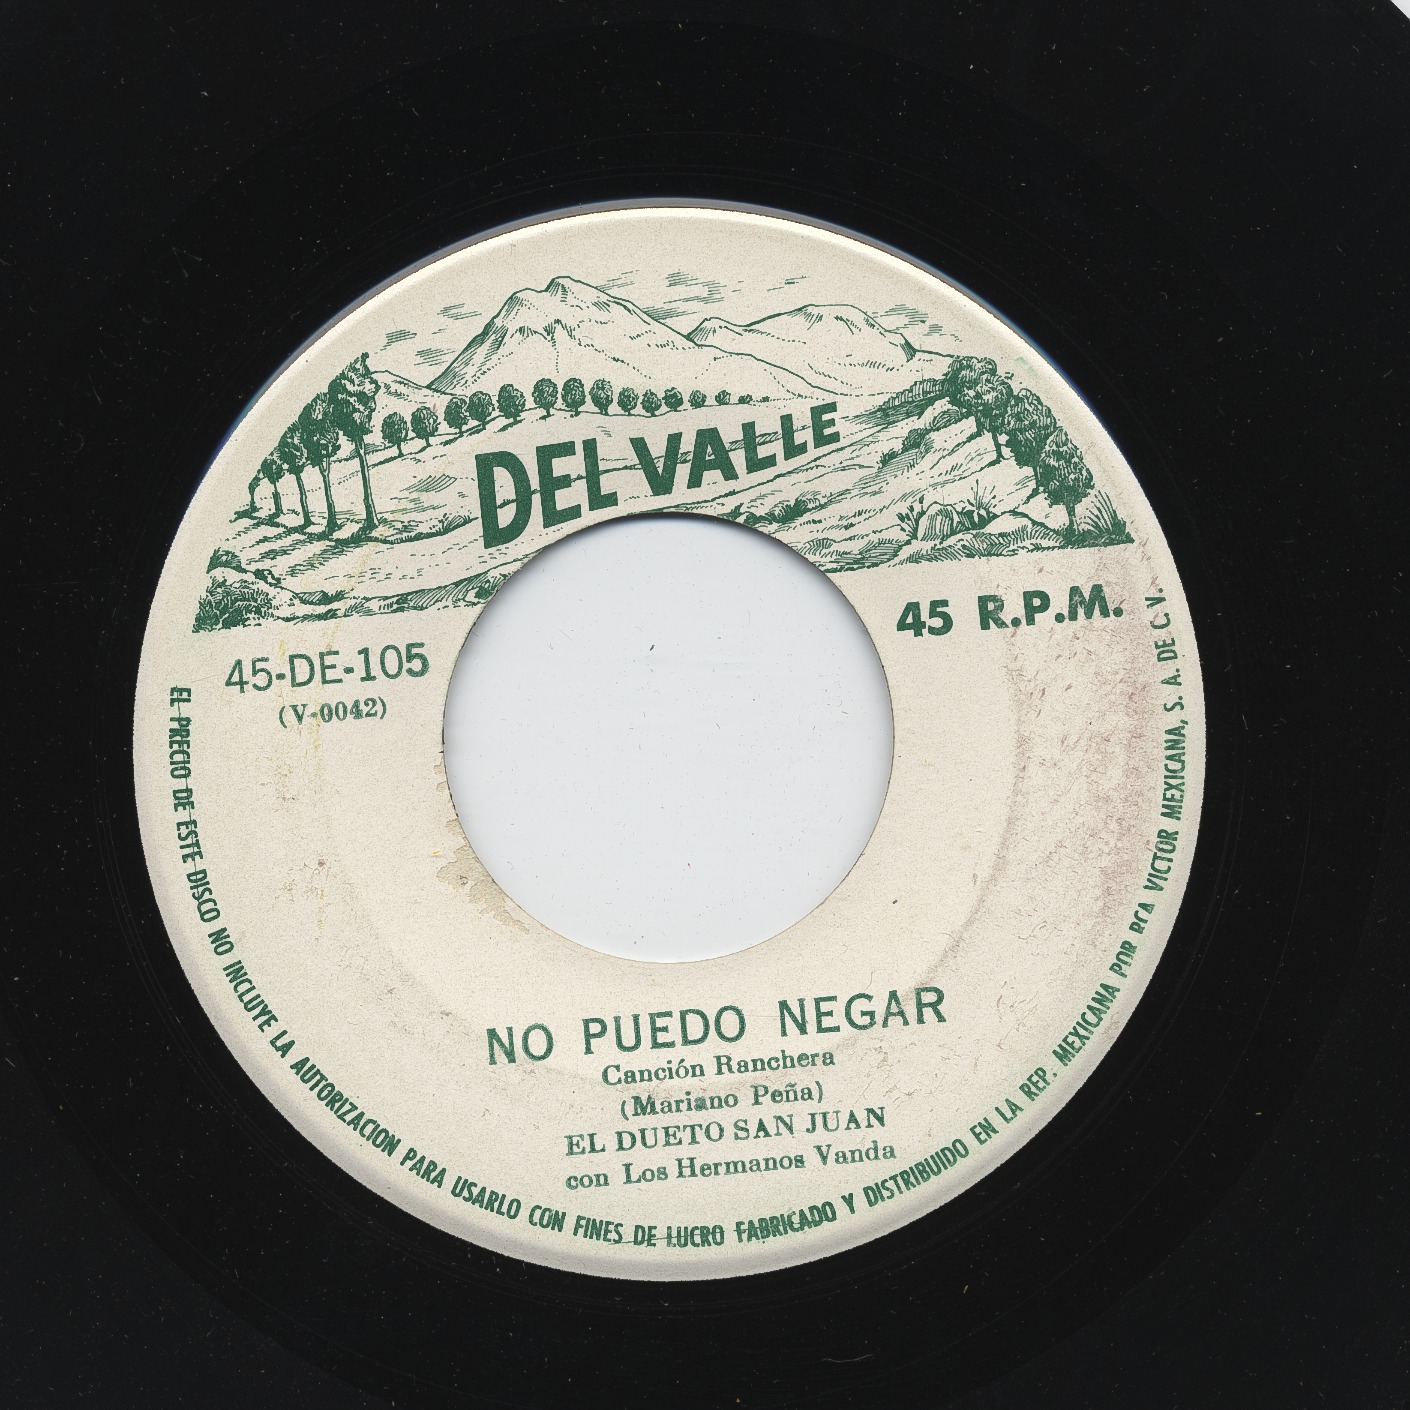 DEL VALLE
45 R.P.M.
45-DE-105
(V-0042)
NO PUEDO NEGAR
Canción Ranchera
(Mariano Peña)
EL DUETO SAN JUAN
con Los Hermanos Vanda
EL PRECIO DE ESTE DISCO NO INCLUYE LA AUTORIZACION PARA USARLO CON FINES DE LUCRO FABRICADO Y DISTRIBUIDO EN LA REP. MEXICANA POR RCA VICTOR MEXICANA, S. A. DE C.V.